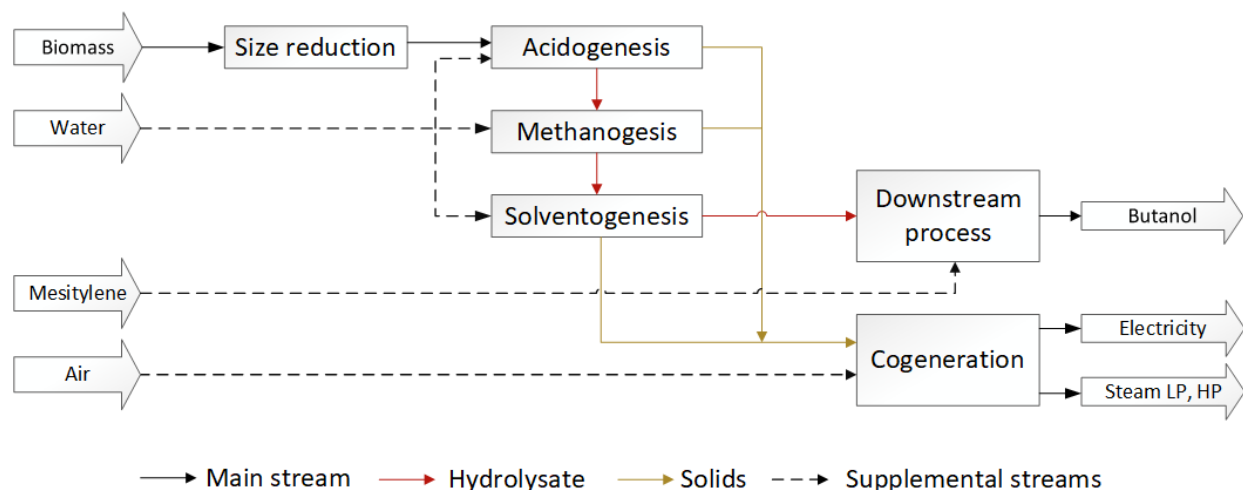 Biomass
Size reduction
Acidogenesis
Water
Methanogesis
Solventogenesis
Downstream
process
Butanol
Mesitylene
Air
Cogeneration
Electricity
Steam LP, HP
Main stream
Hydrolysate
Solids
Supplemental streams